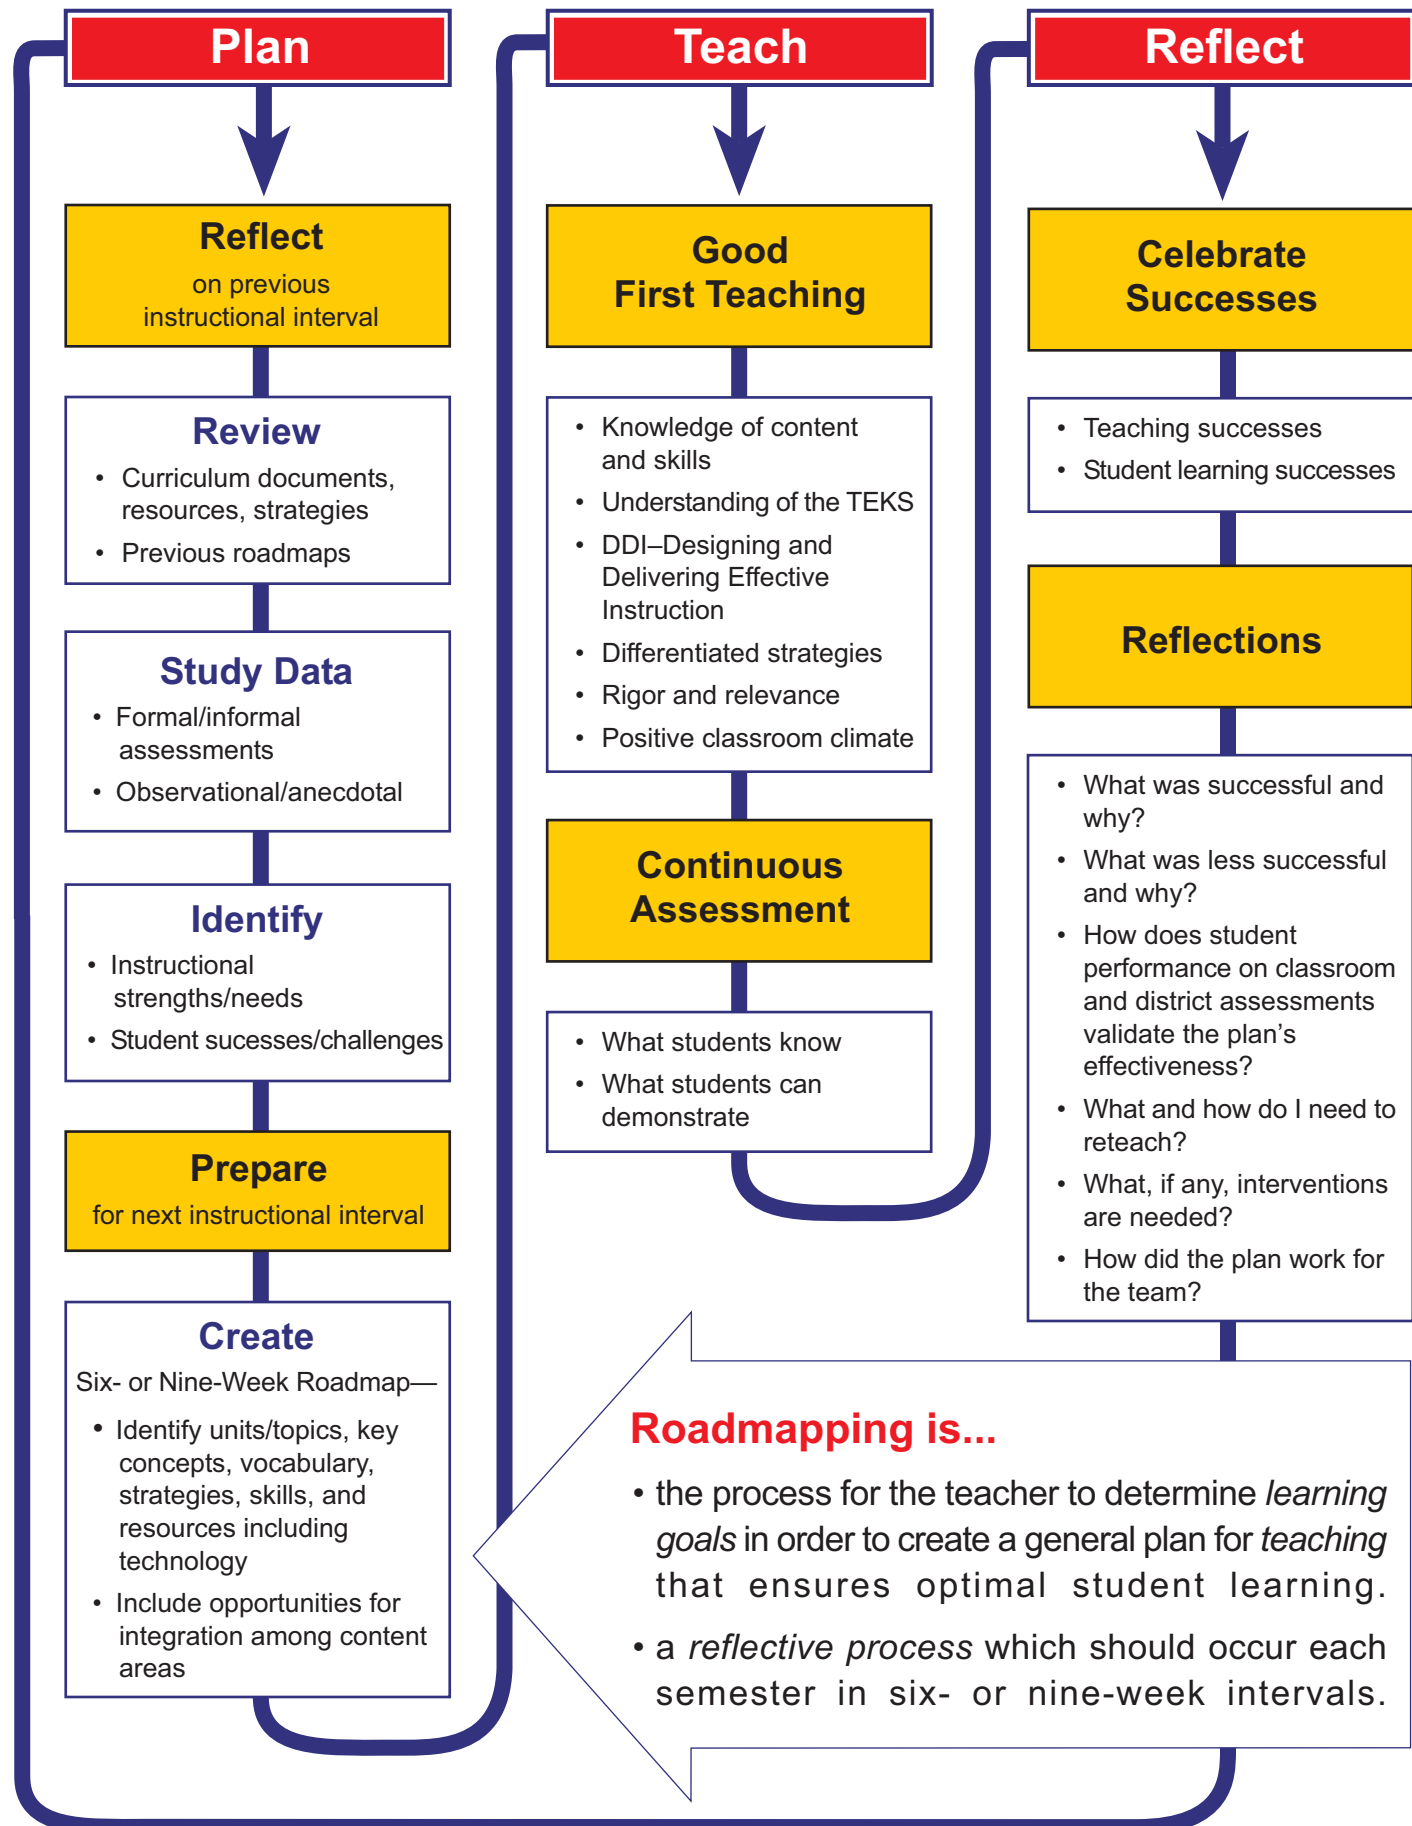 Plan
Reflect
on previous
instructional interval
Review
• Curriculum documents,
resources, strategies
• Previous roadmaps
Study Data
• Formal/informal
assessments
• Observational/anecdotal
Identify
• Instructional
strengths/needs
• Student sucesses/challenges
Prepare
for next instructional interval
Create
Six- or Nine-Week Roadmap—
• Identify units/topics, key
concepts, vocabulary,
strategies, skills, and
resources including
technology
• Include opportunities for
integration among content
areas
Teach
Good
First Teaching
• Knowledge of content
and skills
• Understanding of the TEKS
• DDI–Designing and
Delivering Effective
Instruction
• Differentiated strategies
• Rigor and relevance
• Positive classroom climate
Continuous
Assessment
• What students know
• What students can
demonstrate
Reflect
Celebrate
Successes
• Teaching successes
• Student learning successes
Reflections
• What was successful and
why?
• What was less successful
and why?
• How does student
performance on classroom
and district assessments
validate the plan’s
effectiveness?
• What and how do I need to
reteach?
• What, if any, interventions
are needed?
• How did the plan work for
the team?
Roadmapping is...
• the process for the teacher to determine learning
goals in order to create a general plan for teaching
that ensures optimal student learning.
• a reflective process which should occur each
semester in six- or nine-week intervals.